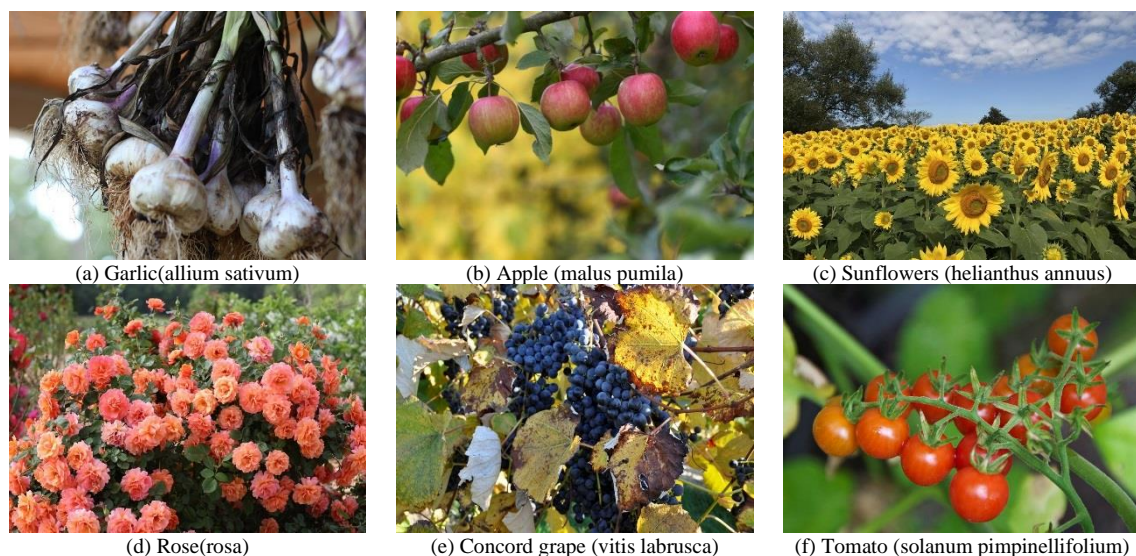 (a) Garlic(allium sativum)
(b) Apple (malus pumila)
(c) Sunflowers (helianthus annuus)
(d) Rose(rosa)
(e) Concord grape (vitis labrusca)
(f) Tomato (solanum pimpinellifolium)